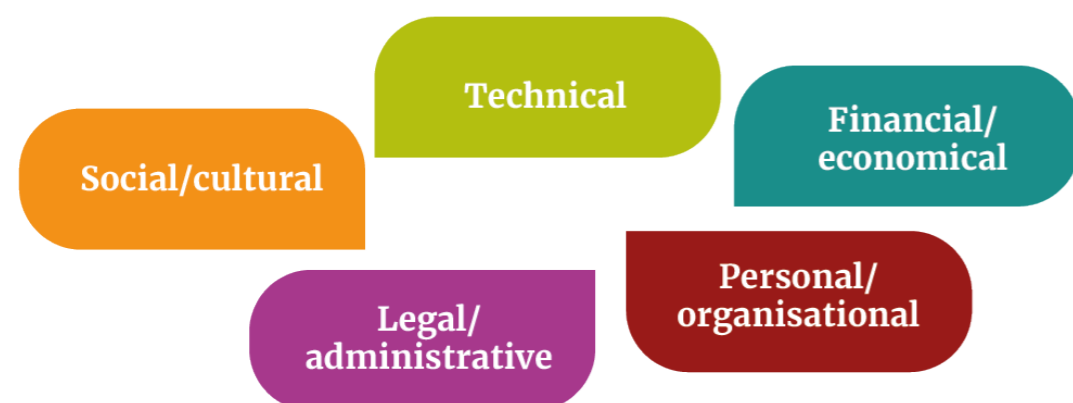 Technical
Financial/
economical
Social/cultural
Personal/
organisational
Legal/
administrative